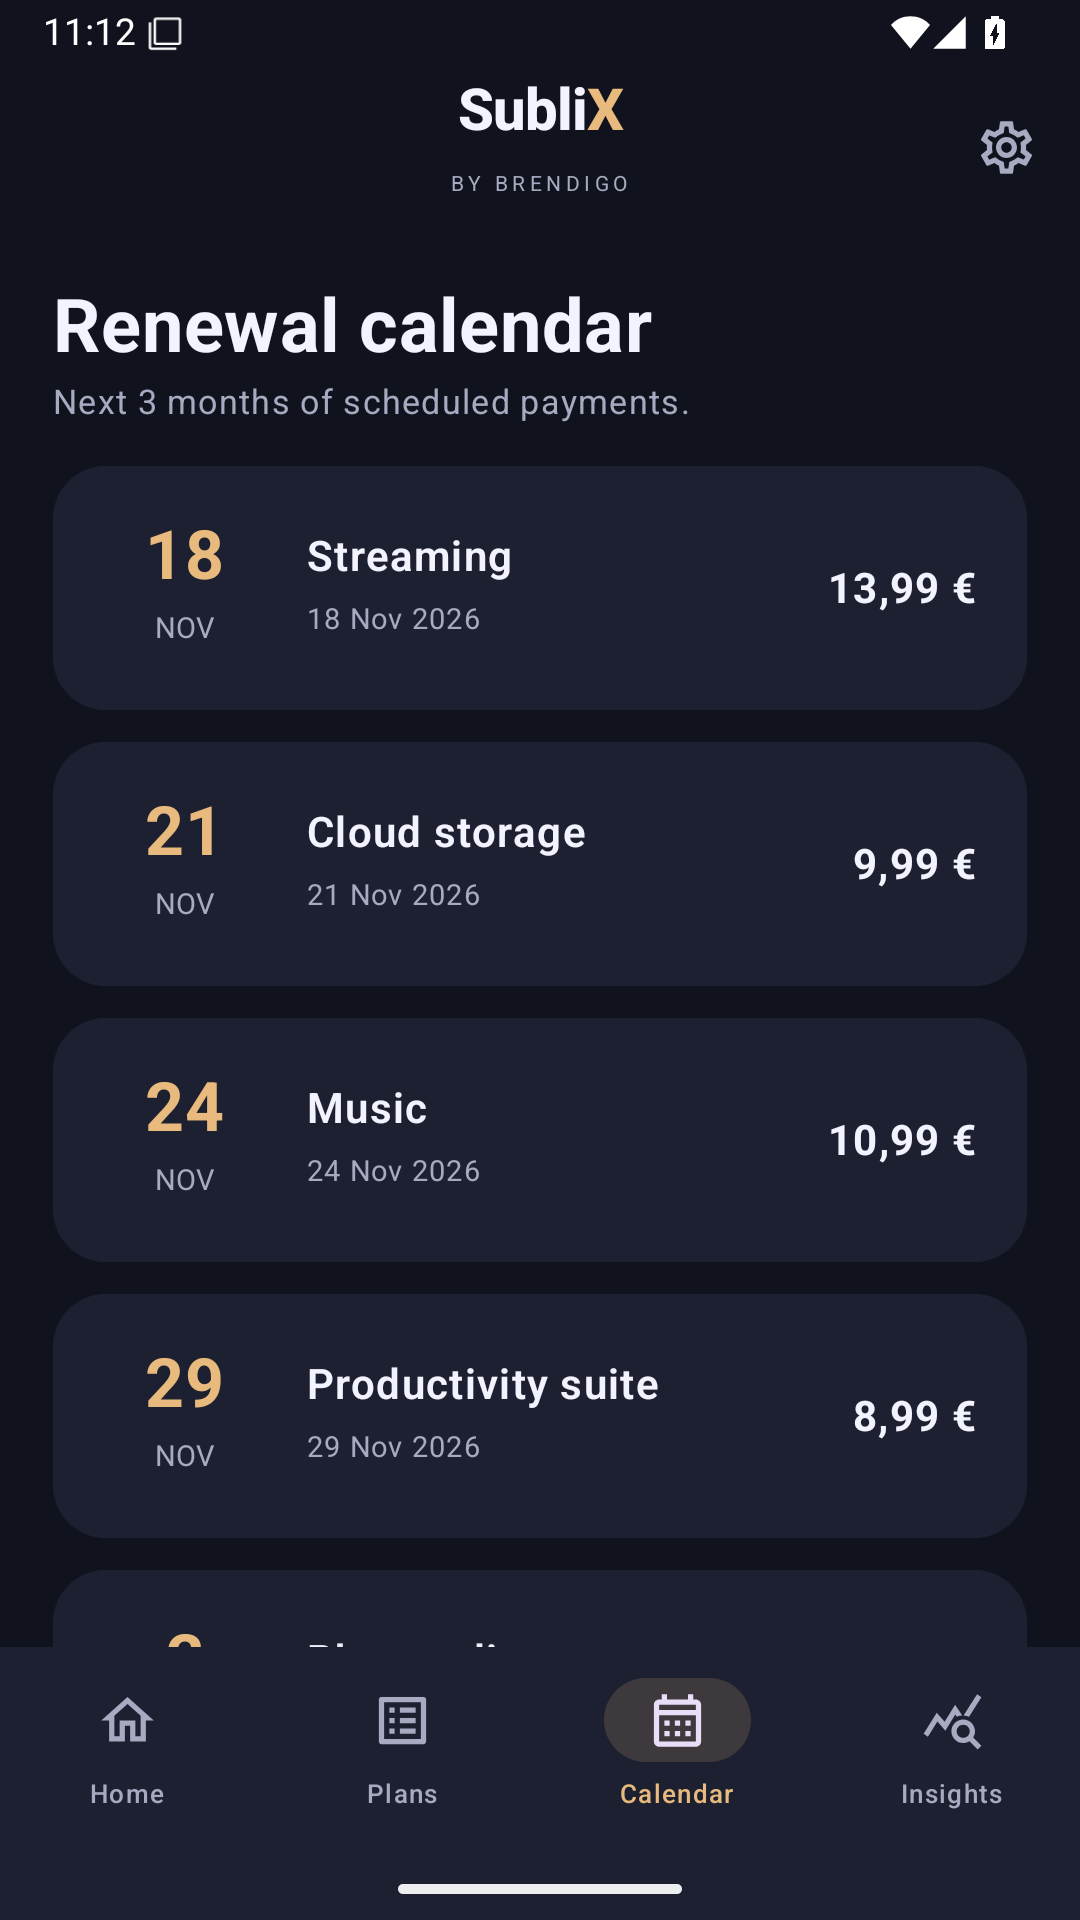 11:12
SubliX
BY BRENDIGO
Renewal calendar
Next 3 months of scheduled payments.
18
NOV
Streaming
18 Nov 2026
13,99 €
21
NOV
Cloud storage
21 Nov 2026
9,99 €
24
NOV
Music
24 Nov 2026
10,99 €
29
NOV
Productivity suite
29 Nov 2026
8,99 €
Home
Plans
Calendar
Insights